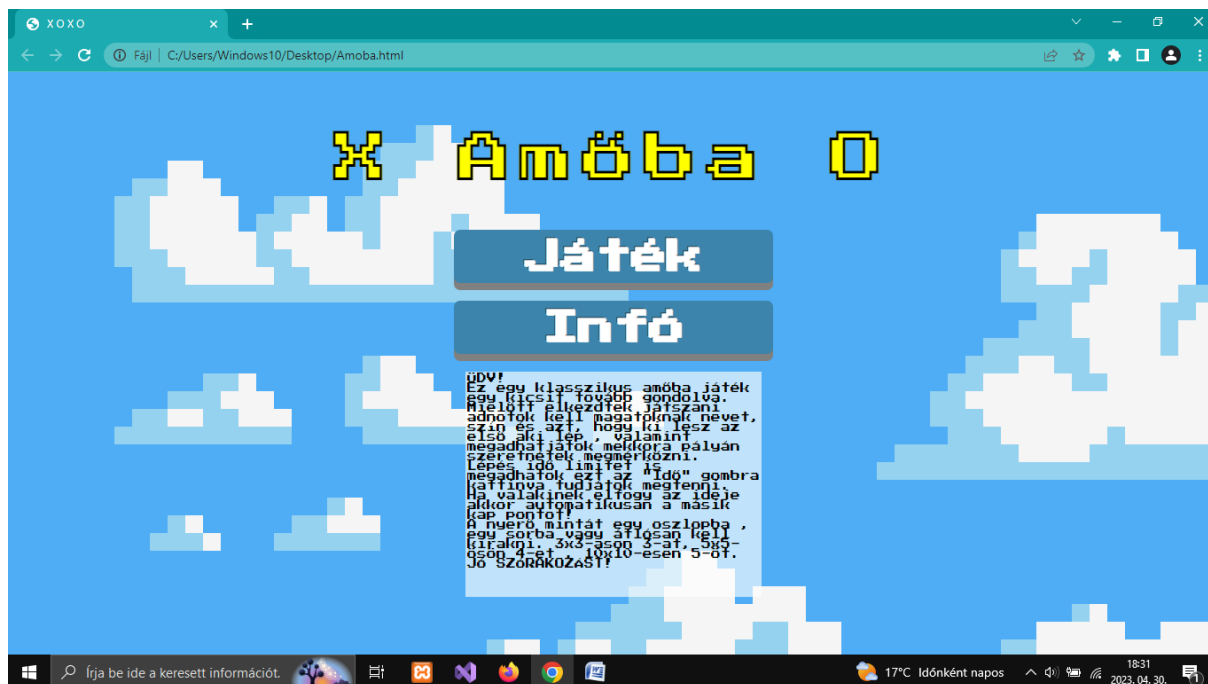 XOXO
Fájl | C:/Users/Windows10/Desktop/Amoba.html
X Amőba O
Játék
Infó
üDV!
Ez egy klasszikus amőba játék
egy kicsit tovább gondolva.
Mielőtt elkezdtek játszani
adnotok kell magatoknak nevet,
szín és azt, hogy ki lesz az
első aki lép , valamint
megadhatjátok mekkora pályán
szeretnétek megmérkőzni.
Lépés idő limitet is
megadhatok ezt az "Idő" gombra
kattinva tudjátok megtenni.
Ha valakinek elfogy az ideje
akkor automatikusan a másik
kap pontot!
A nyerő mintát egy oszlopba ,
egy sorba vagy átlósan kell
kirakni. 3x3-ason 3-at, 5x5-
ösön 4-et , 10x10-esen 5-öt.
Jó SZóRAKOZáST!
Írja be ide a keresett információt.
17°C Időnként napos
18:31
2023. 04. 30.
1